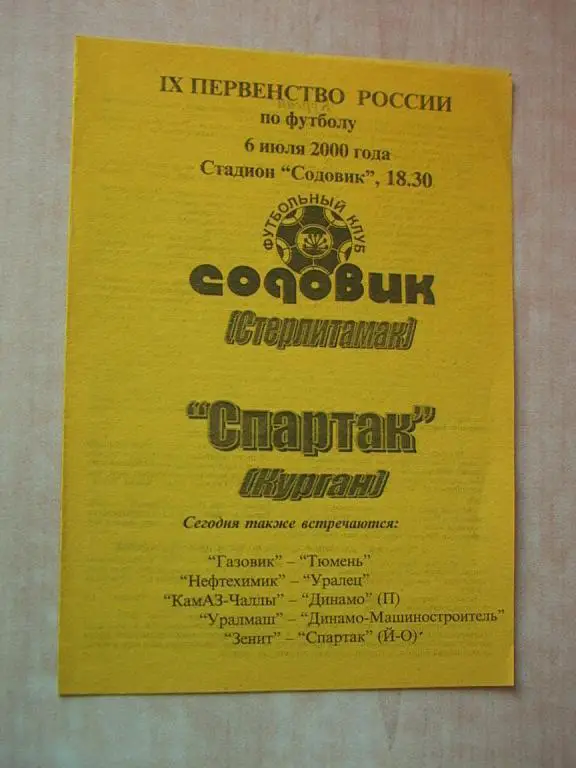 IX ПЕРВЕНСТВО РОССИИ
по футболу
6 июля 2000 года
Стадион “Содовик”, 18.30
ФУТБОЛЬНЫЙ КЛУБ
содовик
(Стерлитамак)
“Спартак”
(Курган)
Сегодня также встречаются:
“Газовик” – “Тюмень”
“Нефтехимик” – “Уралец”
“КамАЗ-Чаллы” – “Динамо” (П)
“Уралмаш” – “Динамо-Машиностроитель”
“Зенит” – “Спартак” (Й-О)